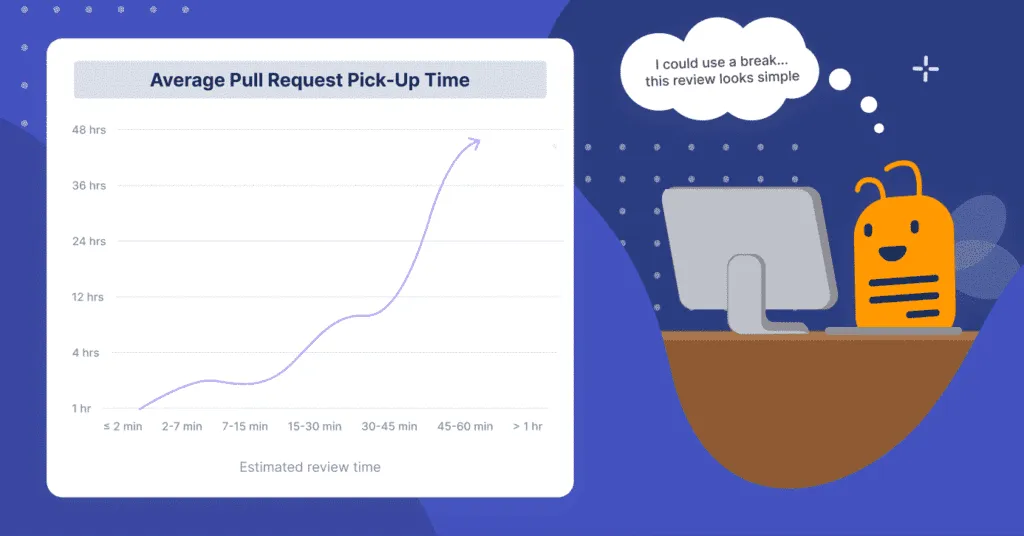 Average Pull Request Pick-Up Time
48 hrs
36 hrs
24 hrs
12 hrs
4 hrs
1 hr
≤ 2 min 2-7 min 7-15 min 15-30 min 30-45 min 45-60 min > 1 hr
Estimated review time
I could use a break...
this review looks simple